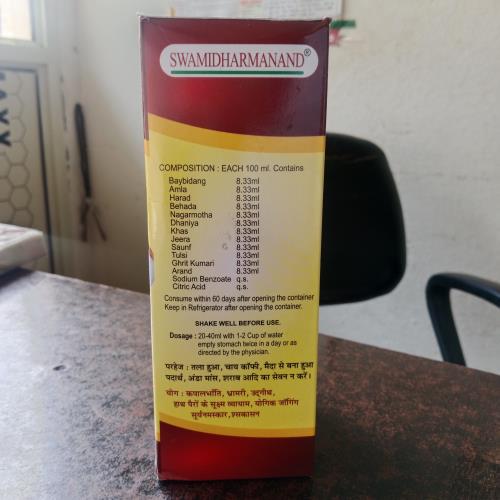 SWAMIDHARMANAND®
COMPOSITION : EACH 100 ml. Contains
Baybidang 8.33ml
Amla 8.33ml
Harad 8.33ml
Behada 8.33ml
Nagarmotha 8.33ml
Dhaniya 8.33ml
Khas 8.33ml
Jeera 8.33ml
Saunf 8.33ml
Tulsi 8.33ml
Ghrit Kumari 8.33ml
Arand 8.33ml
Sodium Benzoate q.s.
Citric Acid q.s.
Consume within 60 days after opening the container
Keep in Refrigerator after opening the container.
SHAKE WELL BEFORE USE.
Dosage : 20-40ml with 1-2 Cup of water
empty stomach twice in a day or as
directed by the physician.
परहेज : तला हुआ, चाय कॉफी, मैदा से बना हुआ
पदार्थ, अंडा मांस, शराब आदि का सेवन न करें।
योग : कपालभाँति, भ्रामरी, उद्गीथ,
हाथ पैरों के सूक्ष्म व्यायाम, यौगिक जॉगिंग
सूर्यनमस्कार, श्सकासन